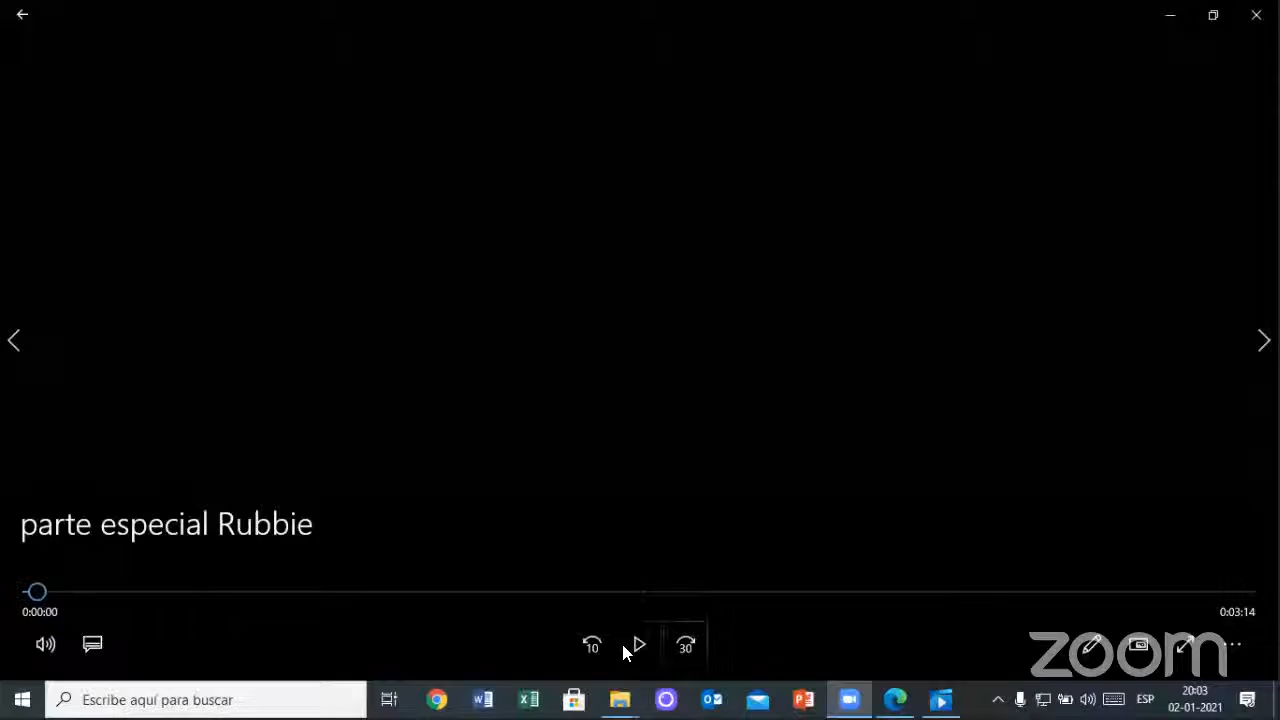 parte especial Rubbie
0:00:00
0:03:14
10
30
zoom
Escribe aquí para buscar
ESP
20:03
02-01-2021